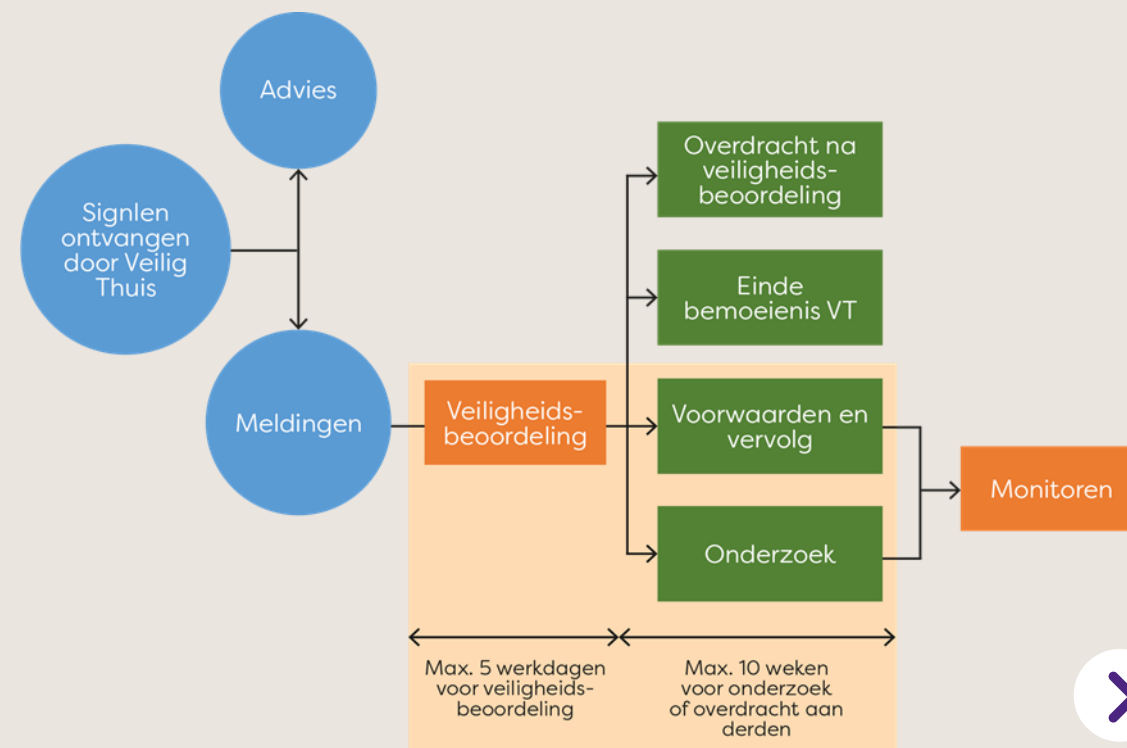 Advies
Signlen
ontvangen
door Veilig
Thuis
Meldingen
Veiligheids-
beoordeling
Overdracht na
veiligheids-
beoordeling
Einde
bemoeienis VT
Voorwaarden en
vervolg
Onderzoek
Monitoren
Max. 5 werkdagen
voor veiligheids-
beoordeling
Max. 10 weken
voor onderzoek
of overdracht aan
derden